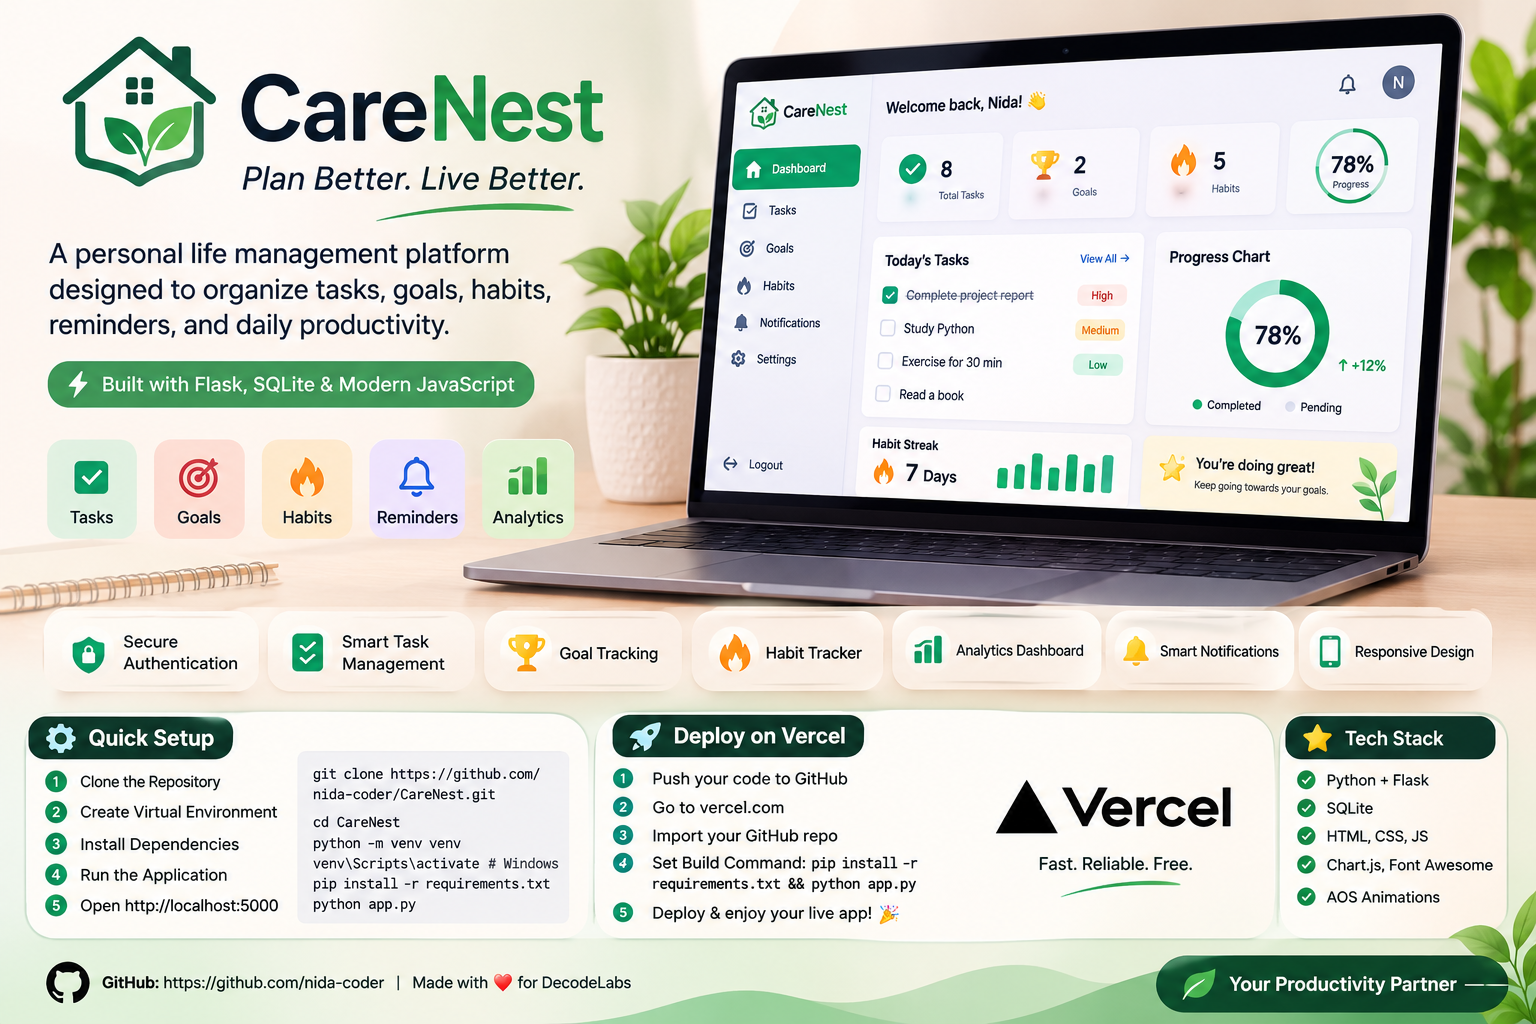 CareNest
Plan Better. Live Better.
A personal life management platform
designed to organize tasks, goals, habits,
reminders, and daily productivity.
Built with Flask, SQLite & Modern JavaScript
Tasks
Goals
Habits
Reminders
Analytics
CareNest
Dashboard
Tasks
Goals
Habits
Notifications
Settings
Logout
Welcome back, Nida! 👋
N
8
Total Tasks
2
Goals
5
Habits
78%
Progress
Today's Tasks
View All →
Complete project report
High
Study Python
Medium
Exercise for 30 min
Low
Read a book
Progress Chart
78%
↑ +12%
Completed
Pending
Habit Streak
7 Days
You're doing great!
Keep going towards your goals.
Secure
Authentication
Smart Task
Management
Goal Tracking
Habit Tracker
Analytics Dashboard
Smart Notifications
Responsive Design
Quick Setup
1 Clone the Repository
2 Create Virtual Environment
3 Install Dependencies
4 Run the Application
5 Open http://localhost:5000
git clone https://github.com/
nida-coder/CareNest.git
cd CareNest
python -m venv venv
venv\Scripts\activate # Windows
pip install -r requirements.txt
python app.py
Deploy on Vercel
1 Push your code to GitHub
2 Go to vercel.com
3 Import your GitHub repo
4 Set Build Command: pip install -r
requirements.txt && python app.py
5 Deploy & enjoy your live app! 🎉
Vercel
Fast. Reliable. Free.
Tech Stack
Python + Flask
SQLite
HTML, CSS, JS
Chart.js, Font Awesome
AOS Animations
GitHub: https://github.com/nida-coder | Made with ❤️ for DecodeLabs
Your Productivity Partner